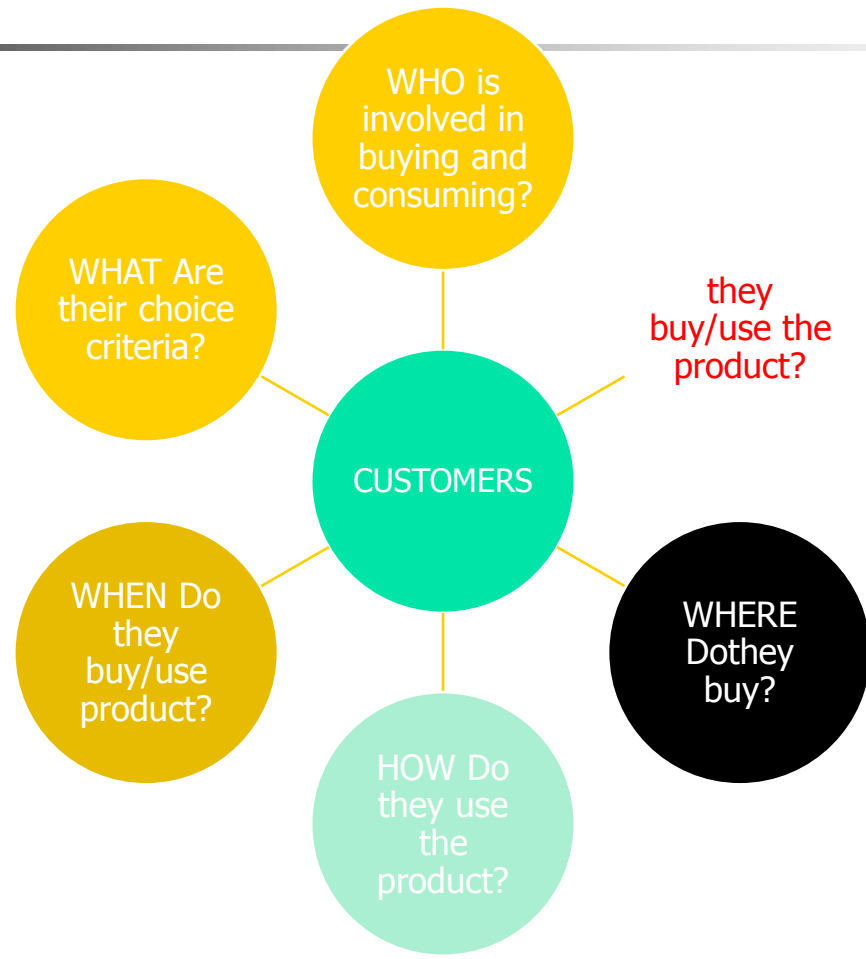 WHO is
involved in
buying and
consuming?
they
buy/use the
product?
WHERE
Dothey
buy?
HOW Do
they use
the
product?
WHEN Do
they
buy/use
product?
WHAT Are
their choice
criteria?
CUSTOMERS